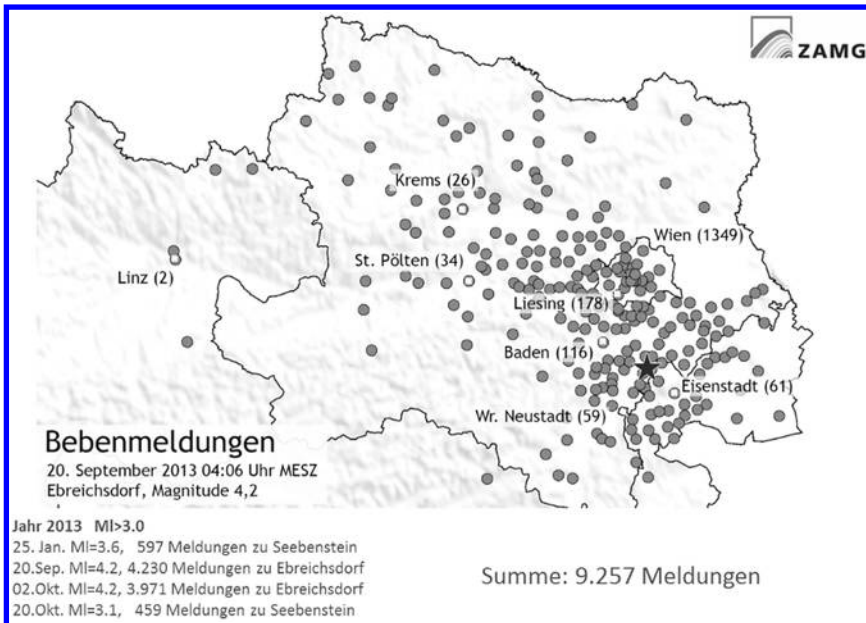 ZAMG
Krems (26)
Wien (1349)
St. Pölten (34)
Linz (2)
Liesing (178)
Baden (116)
Eisenstadt (61)
Wr. Neustadt (59)
Bebenmeldungen
20. September 2013 04:06 Uhr MESZ
Ebreichsdorf, Magnitude 4,2
Jahr 2013 Ml>3.0
25. Jan. Ml=3.6, 597 Meldungen zu Seebenstein
20.Sep. Ml=4.2, 4.230 Meldungen zu Ebreichsdorf
02.Okt. Ml=4.2, 3.971 Meldungen zu Ebreichsdorf
20.Okt. Ml=3.1, 459 Meldungen zu Seebenstein
Summe: 9.257 Meldungen